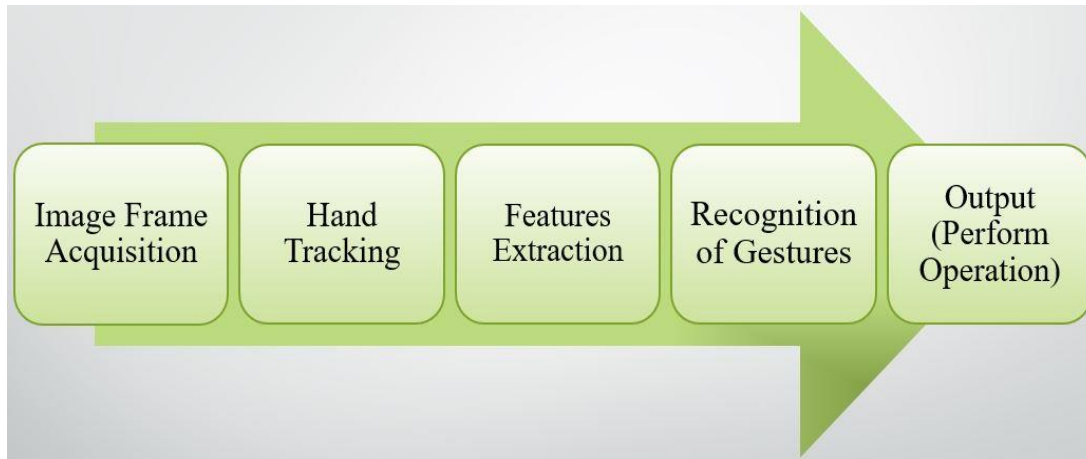 Image Frame
Acquisition
Hand
Tracking
Features
Extraction
Recognition
of Gestures
Output
(Perform
Operation)